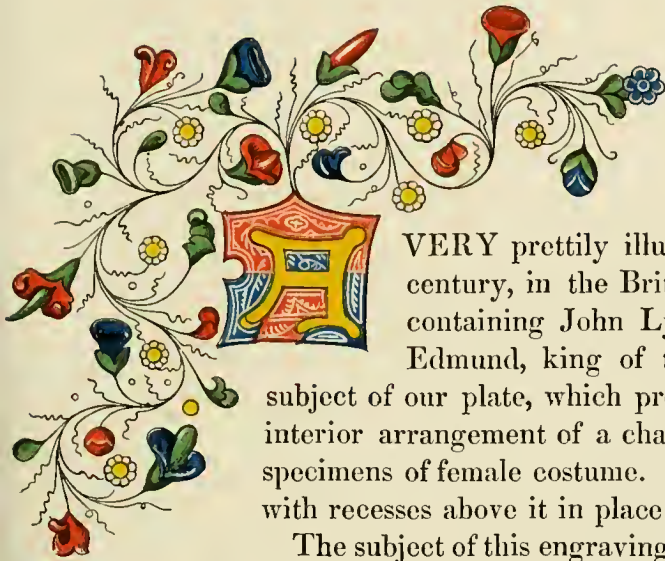 A VERY prettily illu
century, in the Brit
containing John Ly
Edmund, king of
subject of our plate, which pr
interior arrangement of a cha
specimens of female costume.
with recesses above it in place
The subject of this engraving